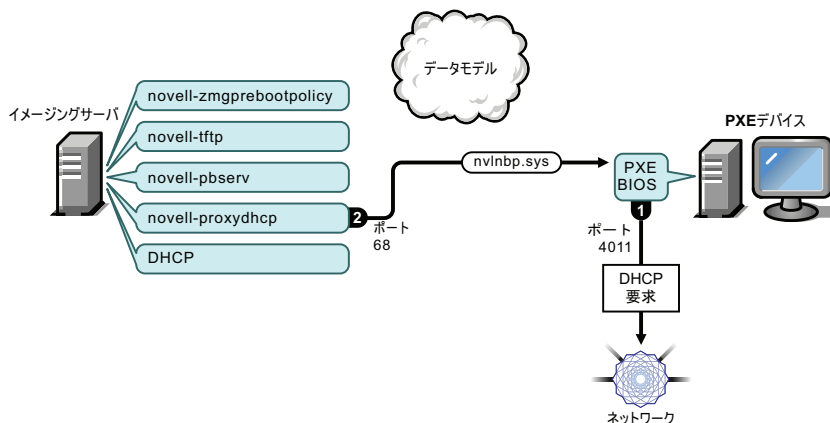 データモデル
イメージングサーバ
novell-zmgprebootpolicy
novell-tftp
novell-pbserv
novell-proxydhcp
DHCP
2
ポート
68
nvlnbp.sys
PXE
BIOS
1
PXEデバイス
ポート
4011
DHCP
要求
ネットワーク